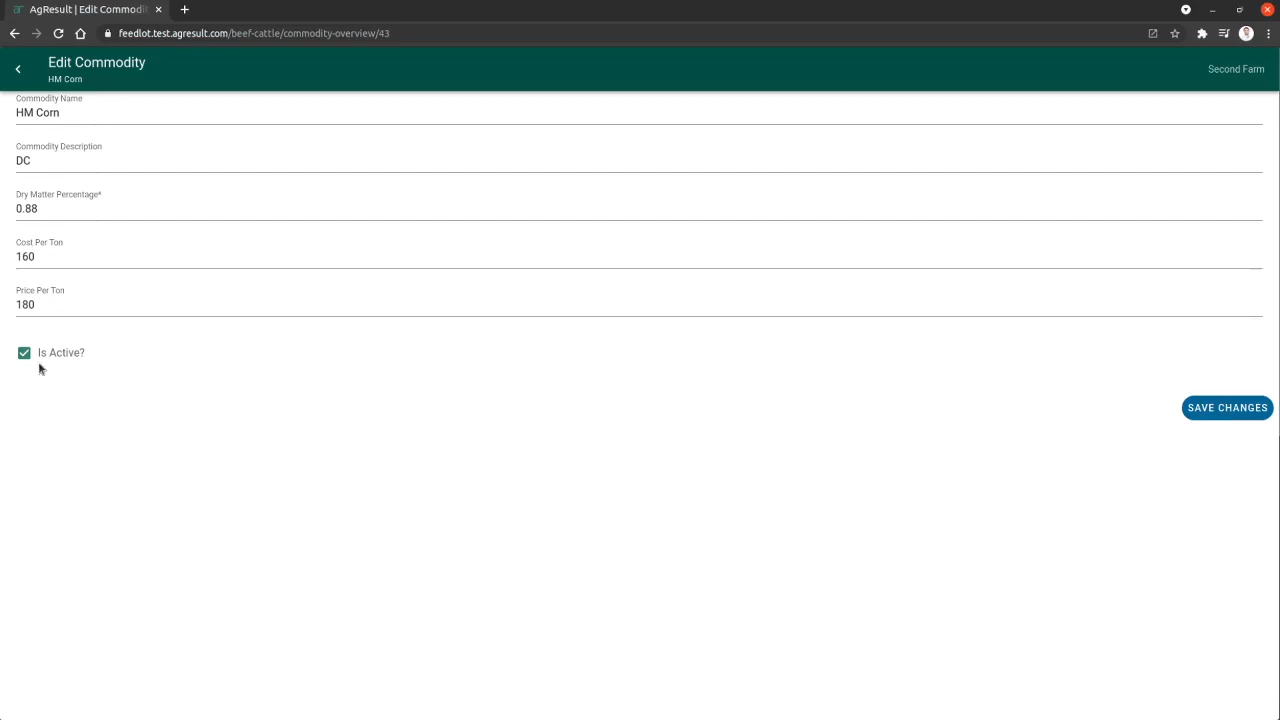 AgResult | Edit Commodit
feedlot.test.agresult.com/beef-cattle/commodity-overview/43
Edit Commodity
HM Corn
Second Farm
Commodity Name
HM Corn
Commodity Description
DC
Dry Matter Percentage*
0.88
Cost Per Ton
160
Price Per Ton
180
Is Active?
SAVE CHANGES